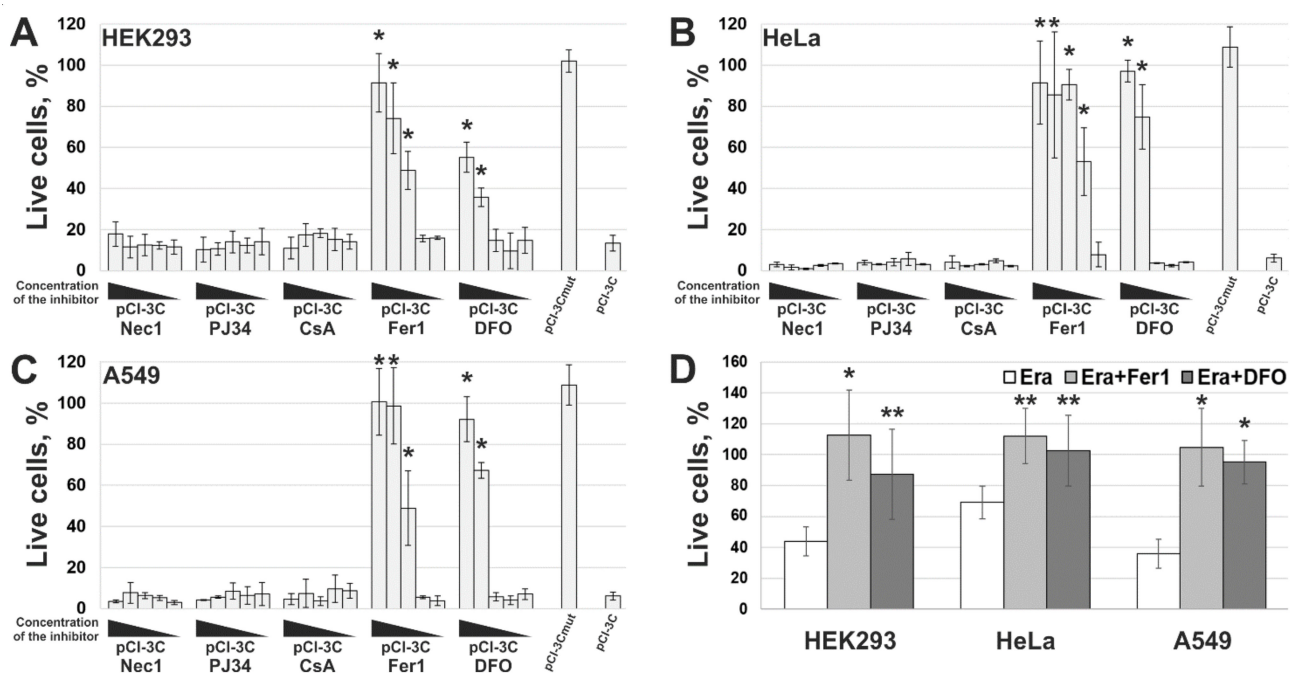 A
HEK293
Live cells, %
120
100
80
60
40
20
0
* * * * *
Concentration
of the inhibitor
pCI-3C pCI-3C pCI-3C pCI-3C pCI-3C
Nec1 PJ34 CsA Fer1 DFO
pCI-3Cmut
pCI-3C
B
HeLa
Live cells, %
120
100
80
60
40
20
0
** * * * *
Concentration
of the inhibitor
pCI-3C pCI-3C pCI-3C pCI-3C pCI-3C
Nec1 PJ34 CsA Fer1 DFO
pCI-3Cmut
pCI-3C
C
A549
Live cells, %
120
100
80
60
40
20
0
** * * *
Concentration
of the inhibitor
pCI-3C pCI-3C pCI-3C pCI-3C pCI-3C
Nec1 PJ34 CsA Fer1 DFO
pCI-3Cmut
pCI-3C
D
Live cells, %
160
140
120
100
80
60
40
20
0
Era Era+Fer1 Era+DFO
* ** ** ** * *
HEK293 HeLa A549